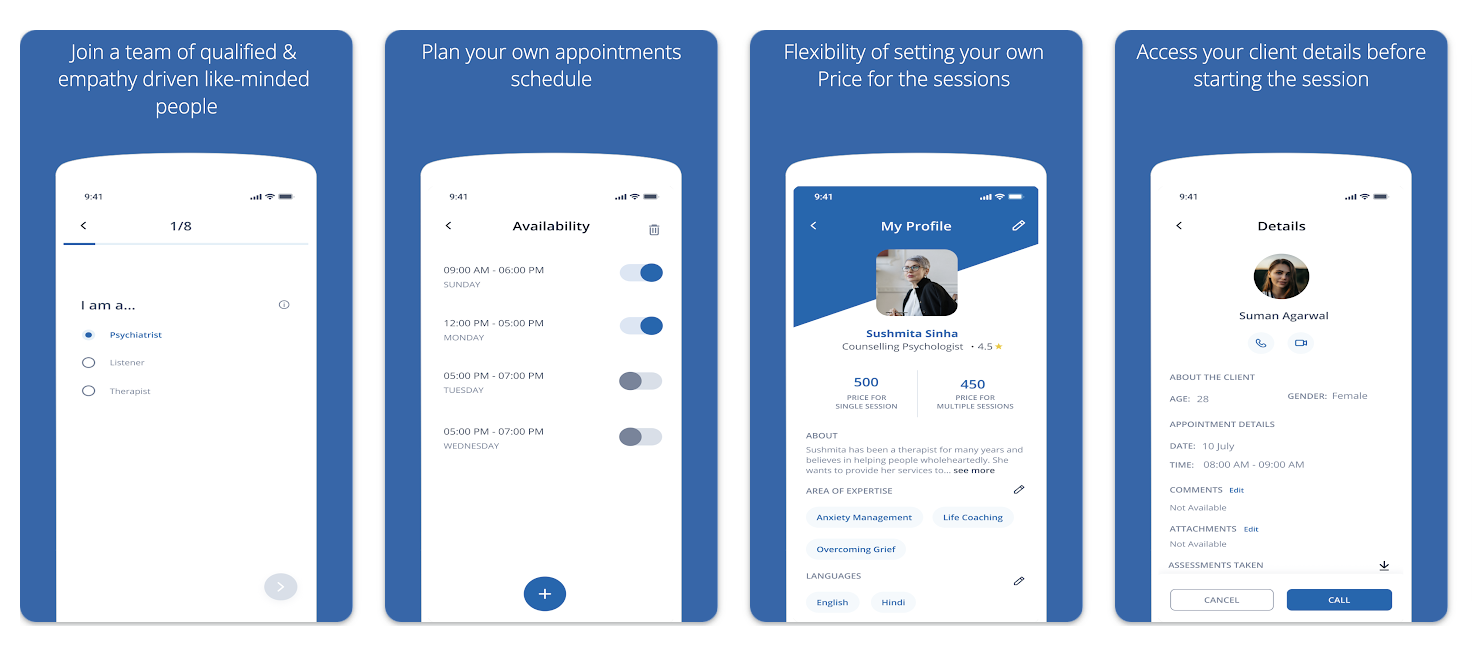 Join a team of qualified &
empathy driven like-minded
people
9:41
1/8
I am a...
Psychiatrist
Listener
Therapist
Plan your own appointments
schedule
9:41
Availability
09:00 AM - 06:00 PM
SUNDAY
12:00 PM - 05:00 PM
MONDAY
05:00 PM - 07:00 PM
TUESDAY
05:00 PM - 07:00 PM
WEDNESDAY
Flexibility of setting your own
Price for the sessions
9:41
My Profile
Sushmita Sinha
Counselling Psychologist • 4.5
500
PRICE FOR
SINGLE SESSION
450
PRICE FOR
MULTIPLE SESSIONS
ABOUT
Sushmita has been a therapist for many years and
believes in helping people wholeheartedly. She
wants to provide her services to... see more
AREA OF EXPERTISE
Anxiety Management Life Coaching
Overcoming Grief
LANGUAGES
English Hindi
Access your client details before
starting the session
9:41
Details
Suman Agarwal
ABOUT THE CLIENT
AGE: 28 GENDER: Female
APPOINTMENT DETAILS
DATE: 10 July
TIME: 08:00 AM - 09:00 AM
COMMENTS Edit
Not Available
ATTACHMENTS Edit
Not Available
ASSESSMENTS TAKEN
CANCEL CALL